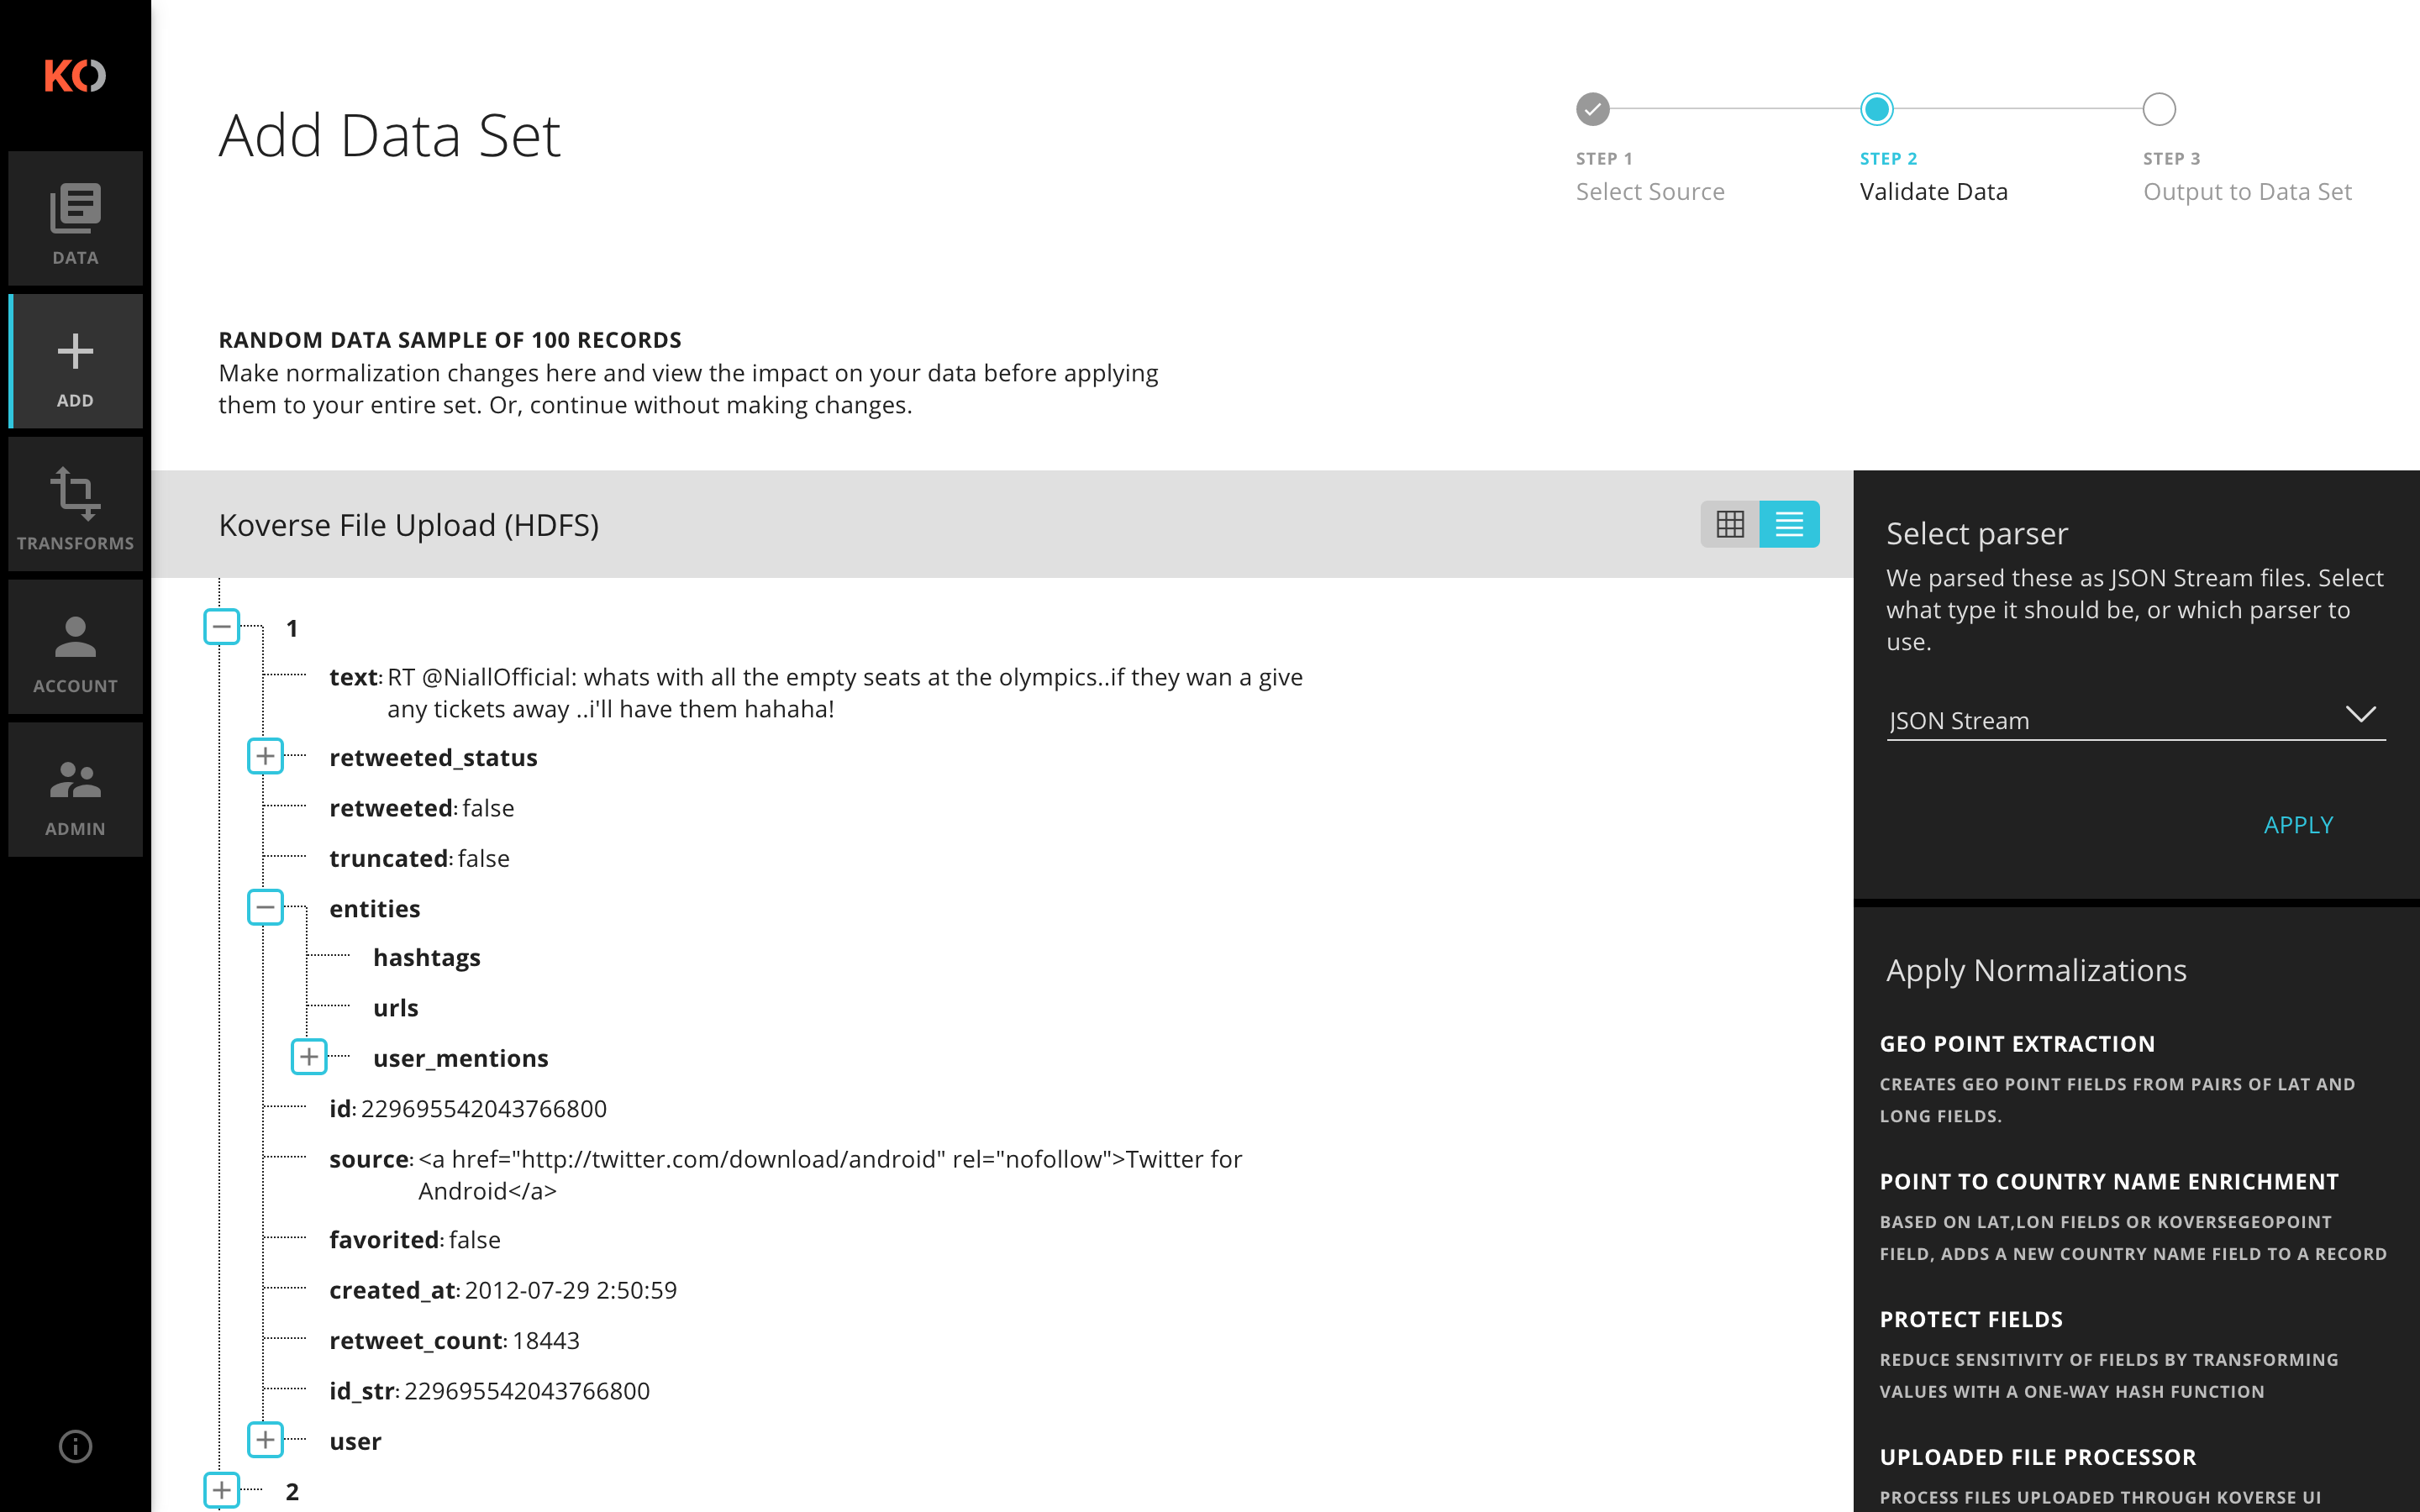 KO
DATA
ADD
TRANSFORMS
ACCOUNT
ADMIN
Add Data Set
STEP 1
Select Source
STEP 2
Validate Data
STEP 3
Output to Data Set
RANDOM DATA SAMPLE OF 100 RECORDS
Make normalization changes here and view the impact on your data before applying
them to your entire set. Or, continue without making changes.
Koverse File Upload (HDFS)
1
text: RT @NiallOfficial: whats with all the empty seats at the olympics..if they wan a give
any tickets away ..i'll have them hahaha!
retweeted_status
retweeted: false
truncated: false
entities
hashtags
urls
user_mentions
id: 229695542043766800
source: <a href="http://twitter.com/download/android" rel="nofollow">Twitter for
Android</a>
favorited: false
created_at: 2012-07-29 2:50:59
retweet_count: 18443
id_str: 229695542043766800
user
2
Select parser
We parsed these as JSON Stream files. Select
what type it should be, or which parser to
use.
JSON Stream
APPLY
Apply Normalizations
GEO POINT EXTRACTION
CREATES GEO POINT FIELDS FROM PAIRS OF LAT AND
LONG FIELDS.
POINT TO COUNTRY NAME ENRICHMENT
BASED ON LAT,LON FIELDS OR KOVERSEGEOPOINT
FIELD, ADDS A NEW COUNTRY NAME FIELD TO A RECORD
PROTECT FIELDS
REDUCE SENSITIVITY OF FIELDS BY TRANSFORMING
VALUES WITH A ONE-WAY HASH FUNCTION
UPLOADED FILE PROCESSOR
PROCESS FILES UPLOADED THROUGH KOVERSE UI